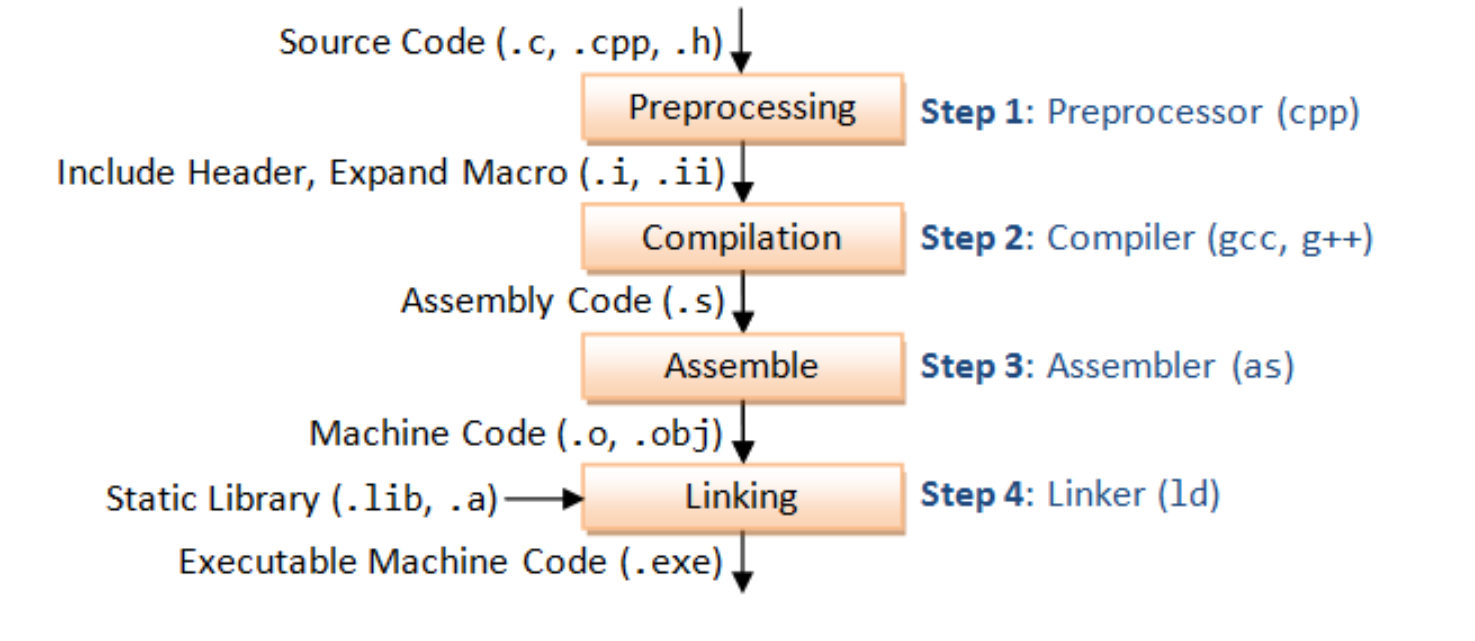 Source Code (.c, .cpp, .h)
Preprocessing
Step 1: Preprocessor (cpp)
Include Header, Expand Macro (.i, .ii)
Compilation
Step 2: Compiler (gcc, g++)
Assembly Code (.s)
Assemble
Step 3: Assembler (as)
Machine Code (.o, .obj)
Static Library (.lib, .a)
Linking
Step 4: Linker (ld)
Executable Machine Code (.exe)